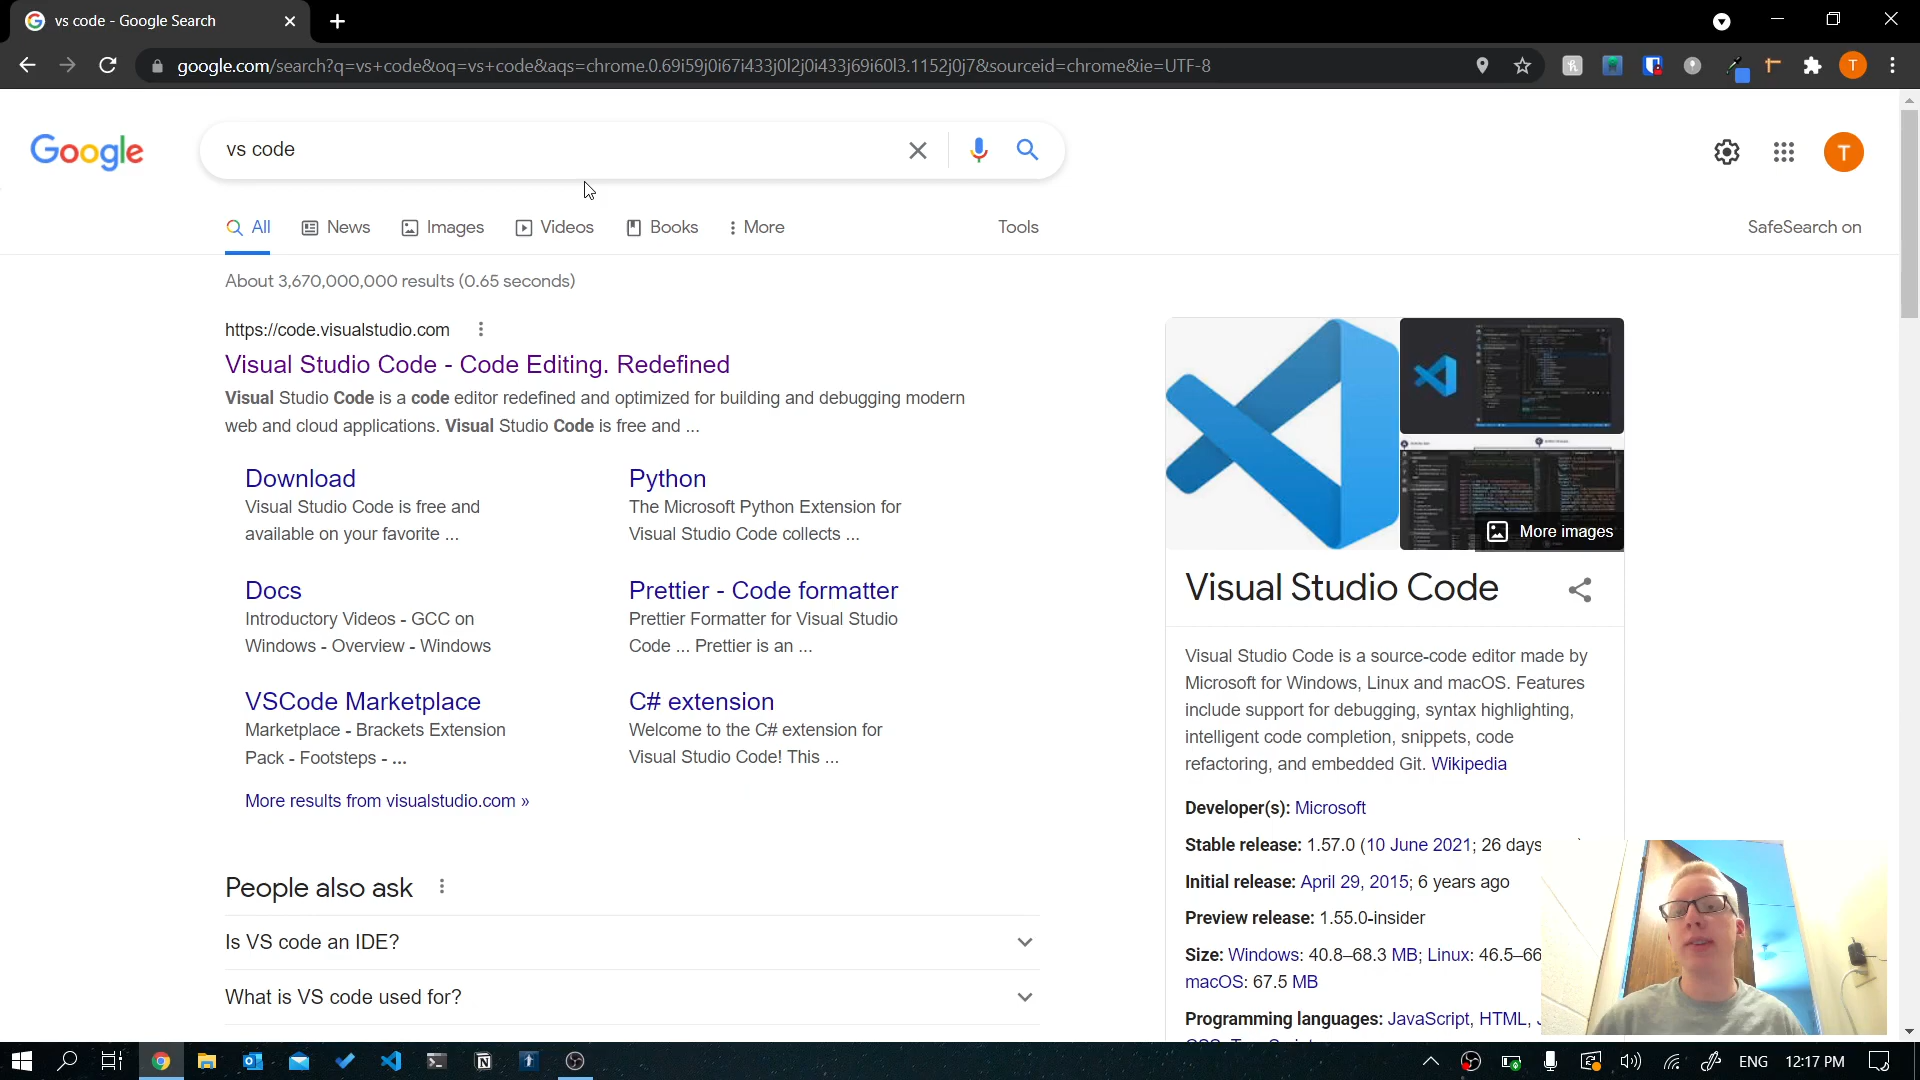 vs code - Google Search
google.com/search?q=vs+code&oq=vs+code&aqs=chrome.0.69i59j0i67i433j0l2j0i433j69i60l3.1152j0j7&sourceid=chrome&ie=UTF-8
T
Google
vs code
T
All
News
Images
Videos
Books
More
Tools
SafeSearch on
About 3,670,000,000 results (0.65 seconds)
https://code.visualstudio.com
Visual Studio Code - Code Editing. Redefined
Visual Studio Code is a code editor redefined and optimized for building and debugging modern
web and cloud applications. Visual Studio Code is free and ...
Download
Visual Studio Code is free and
available on your favorite ...
Python
The Microsoft Python Extension for
Visual Studio Code collects ...
Docs
Introductory Videos - GCC on
Windows - Overview - Windows
Prettier - Code formatter
Prettier Formatter for Visual Studio
Code ... Prettier is an ...
VSCode Marketplace
Marketplace - Brackets Extension
Pack - Footsteps - ...
C# extension
Welcome to the C# extension for
Visual Studio Code! This ...
More results from visualstudio.com »
People also ask
Is VS code an IDE?
What is VS code used for?
More images
Visual Studio Code
Visual Studio Code is a source-code editor made by
Microsoft for Windows, Linux and macOS. Features
include support for debugging, syntax highlighting,
intelligent code completion, snippets, code
refactoring, and embedded Git. Wikipedia
Developer(s): Microsoft
Stable release: 1.57.0 (10 June 2021; 26 days
Initial release: April 29, 2015; 6 years ago
Preview release: 1.55.0-insider
Size: Windows: 40.8–68.3 MB; Linux: 46.5–66
macOS: 67.5 MB
Programming languages: JavaScript, HTML,
ENG
12:17 PM